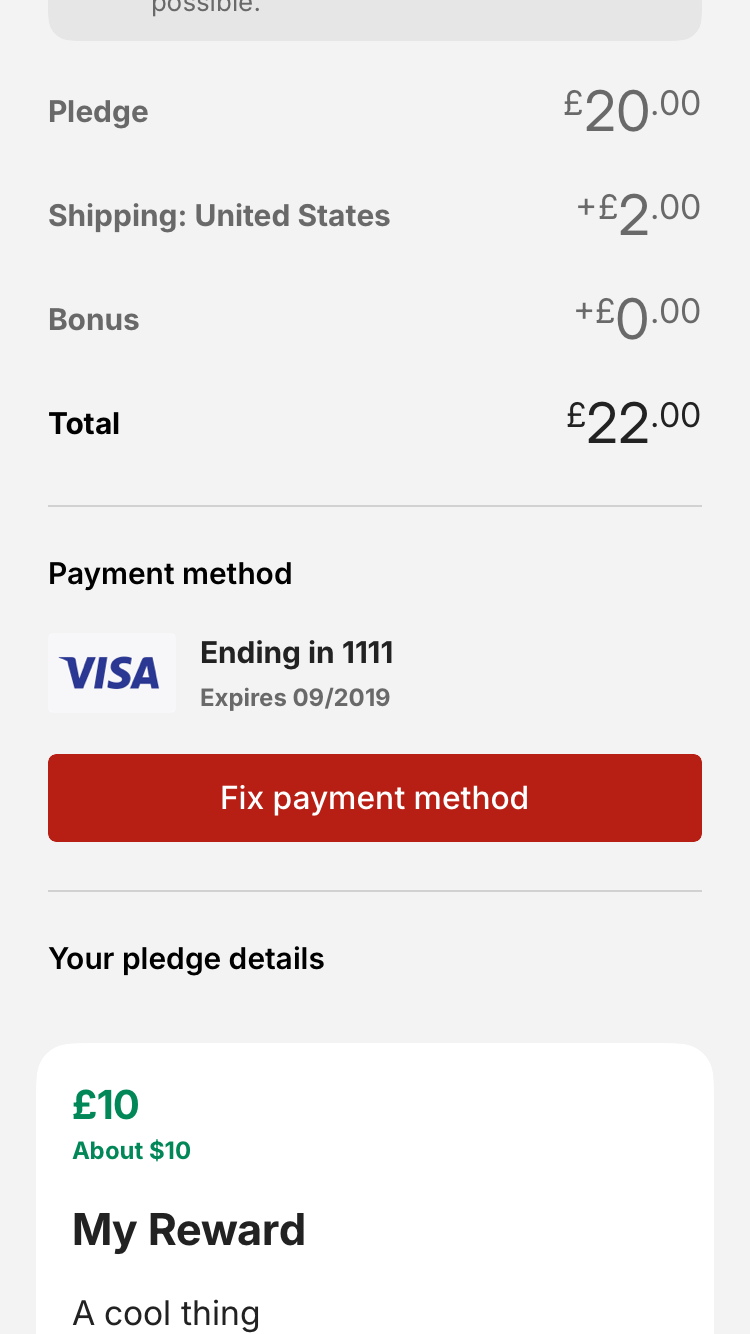 possible.
Pledge £20.00
Shipping: United States +£2.00
Bonus +£0.00
Total £22.00
Payment method
VISA Ending in 1111
Expires 09/2019
Fix payment method
Your pledge details
£10
About $10
My Reward
A cool thing